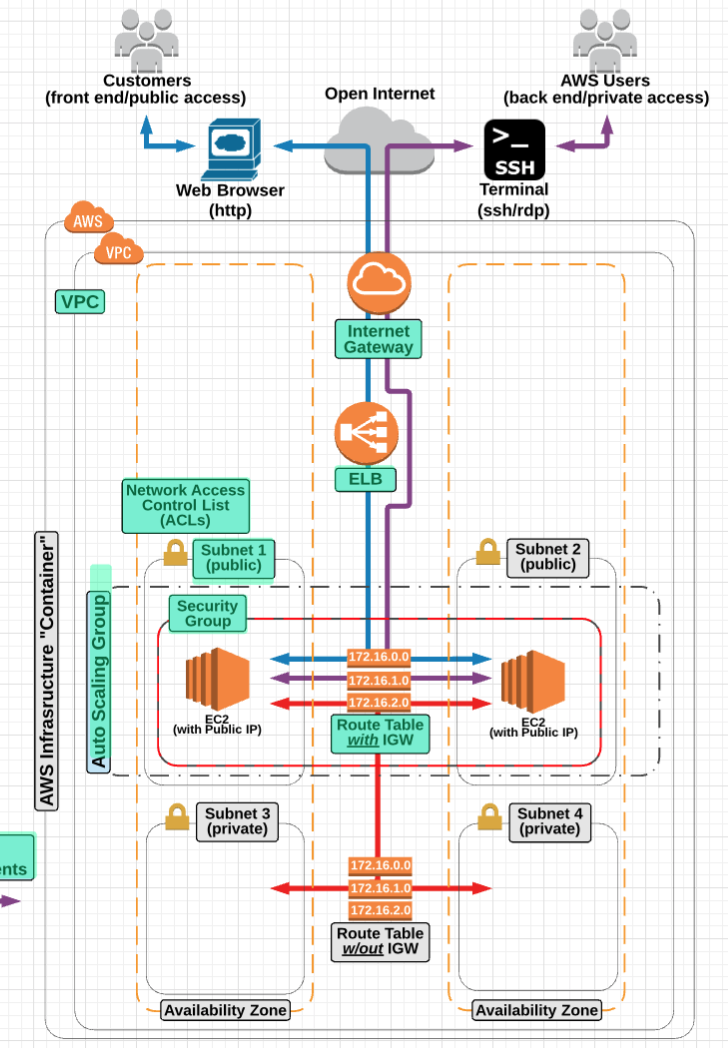 Customers
(front end/public access)
AWS Users
(back end/private access)
Open Internet
>_
SSH
Web Browser
(http)
Terminal
(ssh/rdp)
AWS
VPC
VPC
Internet
Gateway
ELB
Network Access
Control List
(ACLs)
Subnet 1
(public)
Subnet 2
(public)
AWS Infrasructure "Container"
Auto Scaling Group
Security
Group
172.16.0.0
172.16.1.0
172.16.2.0
EC2
(with Public IP)
EC2
(with Public IP)
Route Table
with IGW
Subnet 3
(private)
Subnet 4
(private)
ents
172.16.0.0
172.16.1.0
172.16.2.0
Route Table
w/out IGW
Availability Zone
Availability Zone